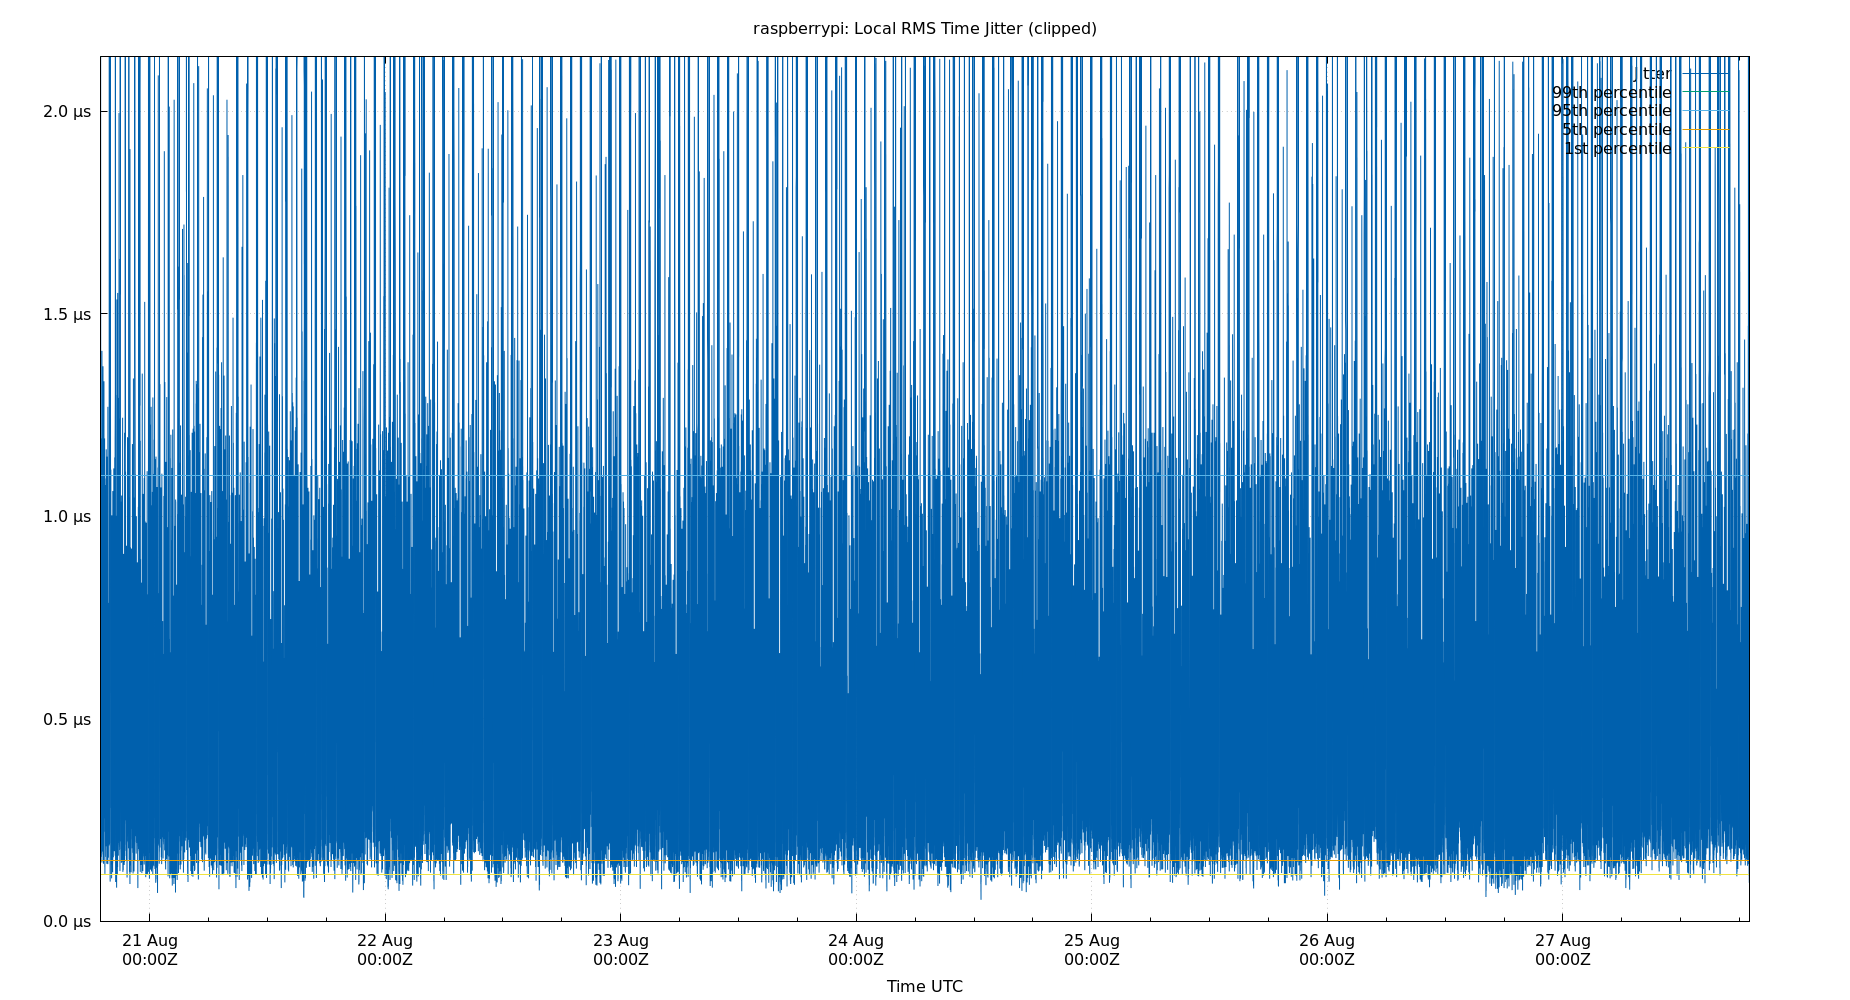 raspberrypi: Local RMS Time Jitter (clipped)
jitter
99th percentile
95th percentile
5th percentile
1st percentile
2.0 µs
1.5 µs
1.0 µs
0.5 µs
0.0 µs
21 Aug
00:00Z
22 Aug
00:00Z
23 Aug
00:00Z
24 Aug
00:00Z
25 Aug
00:00Z
26 Aug
00:00Z
27 Aug
00:00Z
Time UTC